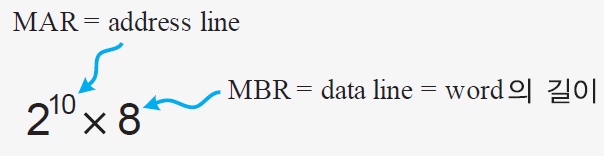 MAR = address line
MBR = data line = word의 길이
2¹⁰ × 8